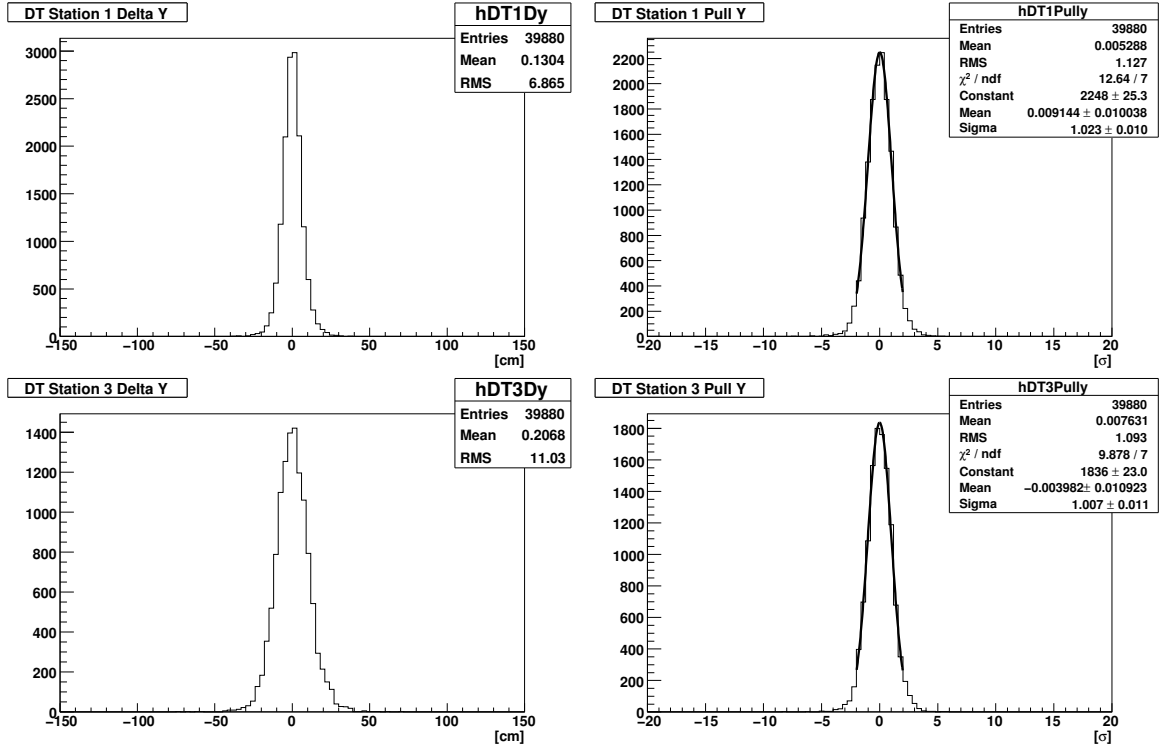 DT Station 1 Delta Y
hDT1Dy
Entries 39880
Mean 0.1304
RMS 6.865
3000
2500
2000
1500
1000
500
0
−150 −100 −50 0 50 100 150
[cm]
DT Station 1 Pull Y
hDT1Pully
Entries 39880
Mean 0.005288
RMS 1.127
χ² / ndf 12.64 / 7
Constant 2248 ± 25.3
Mean 0.009144 ± 0.010038
Sigma 1.023 ± 0.010
2200
2000
1800
1600
1400
1200
1000
800
600
400
200
0
−20 −15 −10 −5 0 5 10 15 20
[σ]
DT Station 3 Delta Y
hDT3Dy
Entries 39880
Mean 0.2068
RMS 11.03
1400
1200
1000
800
600
400
200
0
−150 −100 −50 0 50 100 150
[cm]
DT Station 3 Pull Y
hDT3Pully
Entries 39880
Mean 0.007631
RMS 1.093
χ² / ndf 9.878 / 7
Constant 1836 ± 23.0
Mean −0.003982± 0.010923
Sigma 1.007 ± 0.011
1800
1600
1400
1200
1000
800
600
400
200
0
−20 −15 −10 −5 0 5 10 15 20
[σ]